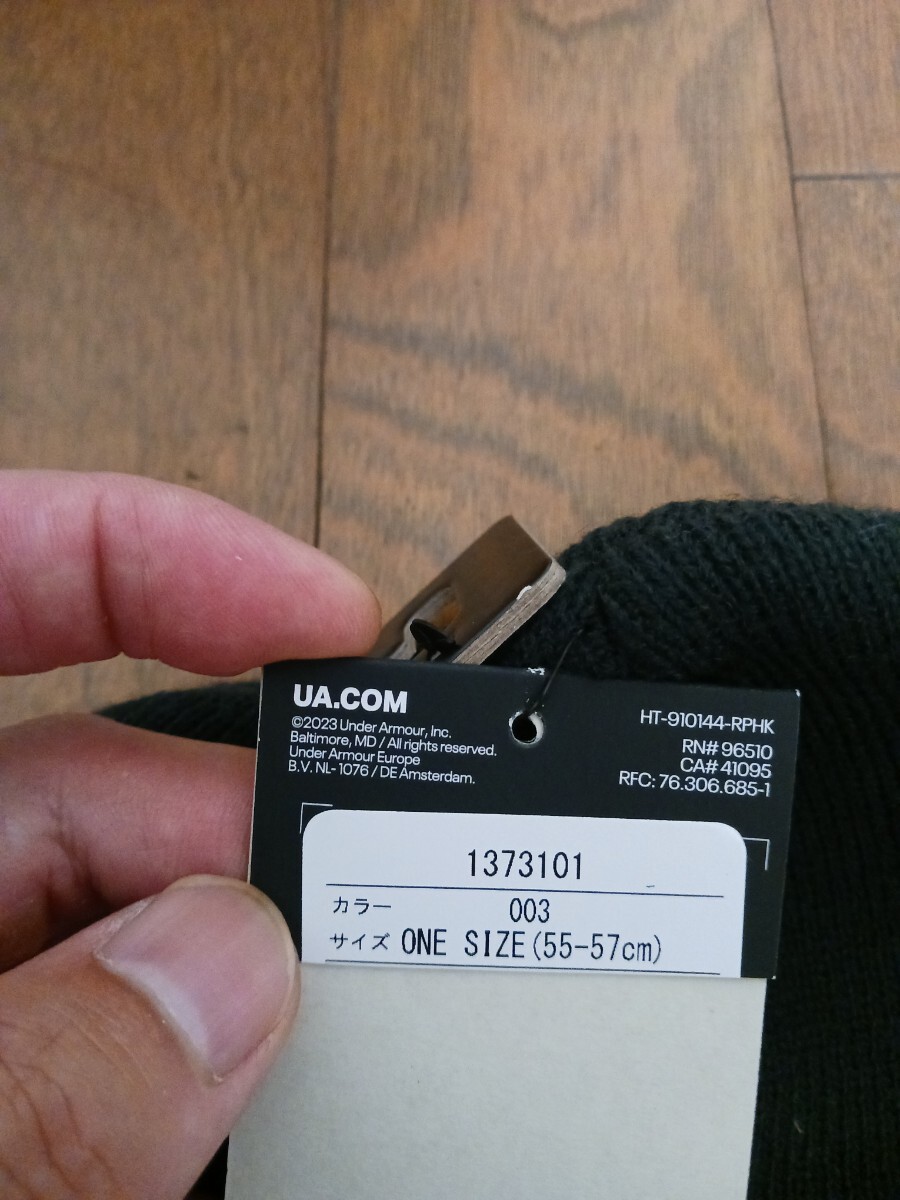 UA.COM
©2023 Under Armour, Inc.
Baltimore, MD / All rights reserved.
Under Armour Europe
B.V. NL-1076 / DE Amsterdam.
HT-910144-RPHK
RN# 96510
CA# 41095
RFC: 76.306.685-1
1373101
カラー 003
サイズ ONE SIZE(55-57cm)